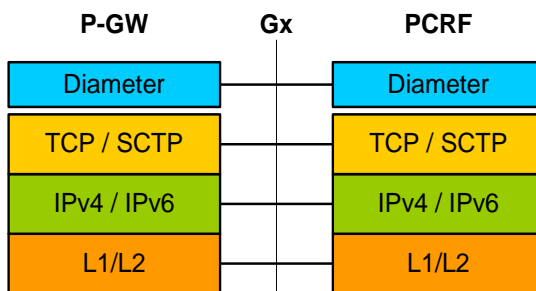 P-GW Gx PCRF
Diameter Diameter
TCP / SCTP TCP / SCTP
IPv4 / IPv6 IPv4 / IPv6
L1/L2 L1/L2